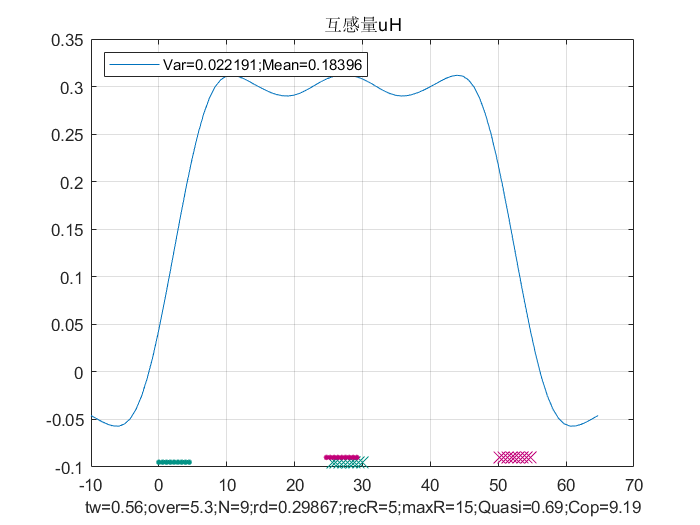 互感量uH
0.35
Var=0.022191;Mean=0.18396
0.3
0.25
0.2
0.15
0.1
0.05
0
-0.05
-0.1
-10 0 10 20 30 40 50 60 70
tw=0.56;over=5.3;N=9;rd=0.29867;recR=5;maxR=15;Quasi=0.69;Cop=9.19